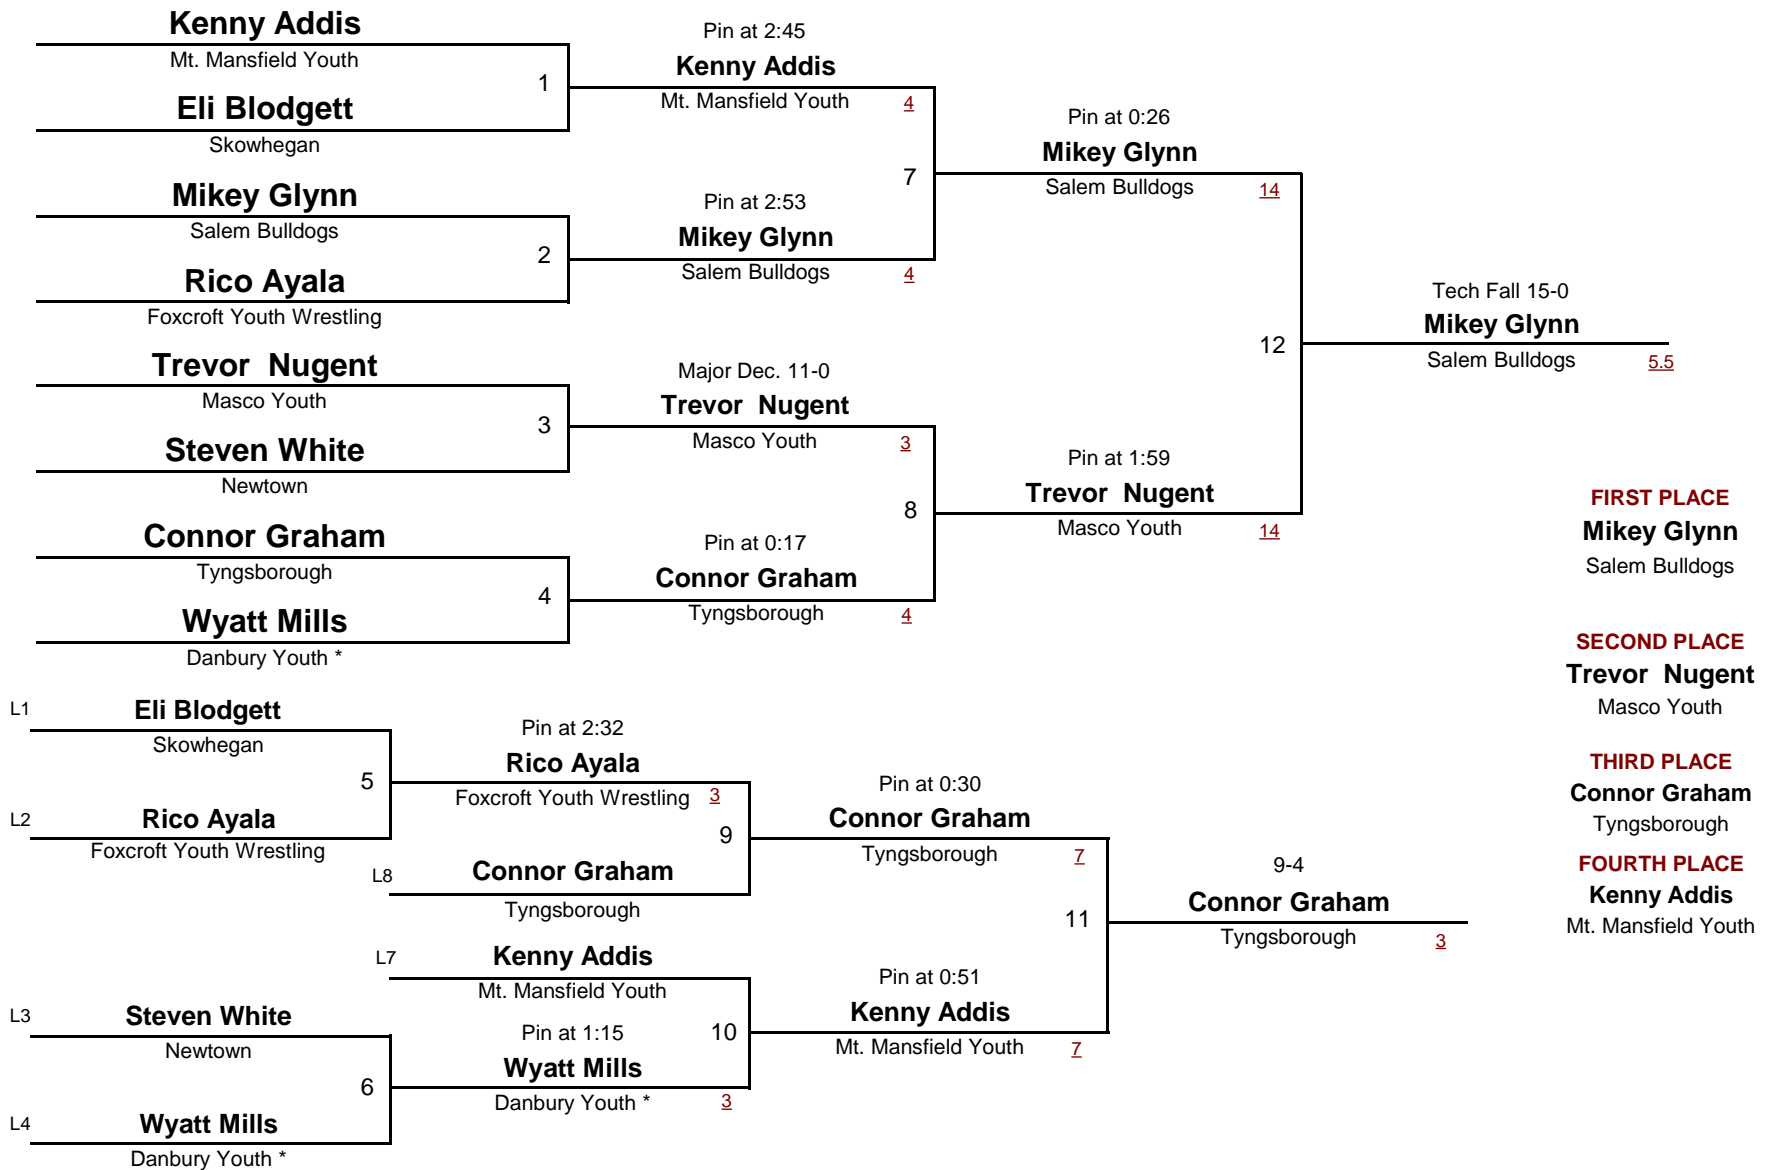 Kenny Addis
Mt. Mansfield Youth
1
Eli Blodgett
Skowhegan
Mikey Glynn
Salem Bulldogs
2
Rico Ayala
Foxcroft Youth Wrestling
Trevor  Nugent
Masco Youth
3
Steven White
Newtown
Connor Graham
Tyngsborough
4
Wyatt Mills
Danbury Youth *
Pin at 2:45
Kenny Addis
Mt. Mansfield Youth 4
7
Pin at 2:53
Mikey Glynn
Salem Bulldogs 4
Major Dec. 11-0
Trevor  Nugent
Masco Youth 3
8
Pin at 0:17
Connor Graham
Tyngsborough 4
Pin at 0:26
Mikey Glynn
Salem Bulldogs 14
12
Pin at 1:59
Trevor  Nugent
Masco Youth 14
Tech Fall 15-0
Mikey Glynn
Salem Bulldogs 5.5
FIRST PLACE
Mikey Glynn
Salem Bulldogs
SECOND PLACE
Trevor  Nugent
Masco Youth
THIRD PLACE
Connor Graham
Tyngsborough
FOURTH PLACE
Kenny Addis
Mt. Mansfield Youth
L1 Eli Blodgett
Skowhegan
5
L2 Rico Ayala
Foxcroft Youth Wrestling
Pin at 2:32
Rico Ayala
Foxcroft Youth Wrestling 3
9
L8 Connor Graham
Tyngsborough
L7 Kenny Addis
Mt. Mansfield Youth
10
Pin at 1:15
Wyatt Mills
Danbury Youth * 3
L3 Steven White
Newtown
6
L4 Wyatt Mills
Danbury Youth *
Pin at 0:30
Connor Graham
Tyngsborough 7
11
Pin at 0:51
Kenny Addis
Mt. Mansfield Youth 7
9-4
Connor Graham
Tyngsborough 3